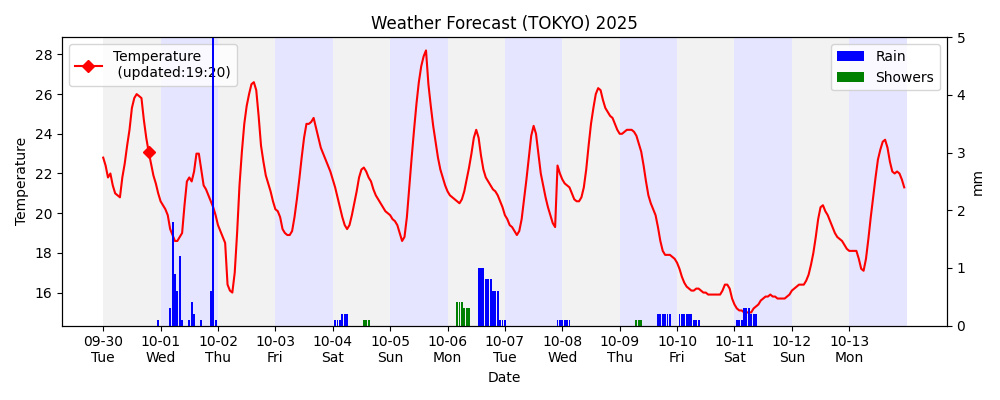 Weather Forecast (TOKYO) 2025
Temperature
(updated:19:20)
Rain
Showers
Temperature
28
26
24
22
20
18
16
5
4
3
2
1
0
mm
09-30 10-01 10-02 10-03 10-04 10-05 10-06 10-07 10-08 10-09 10-10 10-11 10-12 10-13
Tue Wed Thu Fri Sat Sun Mon Tue Wed Thu Fri Sat Sun Mon
Date